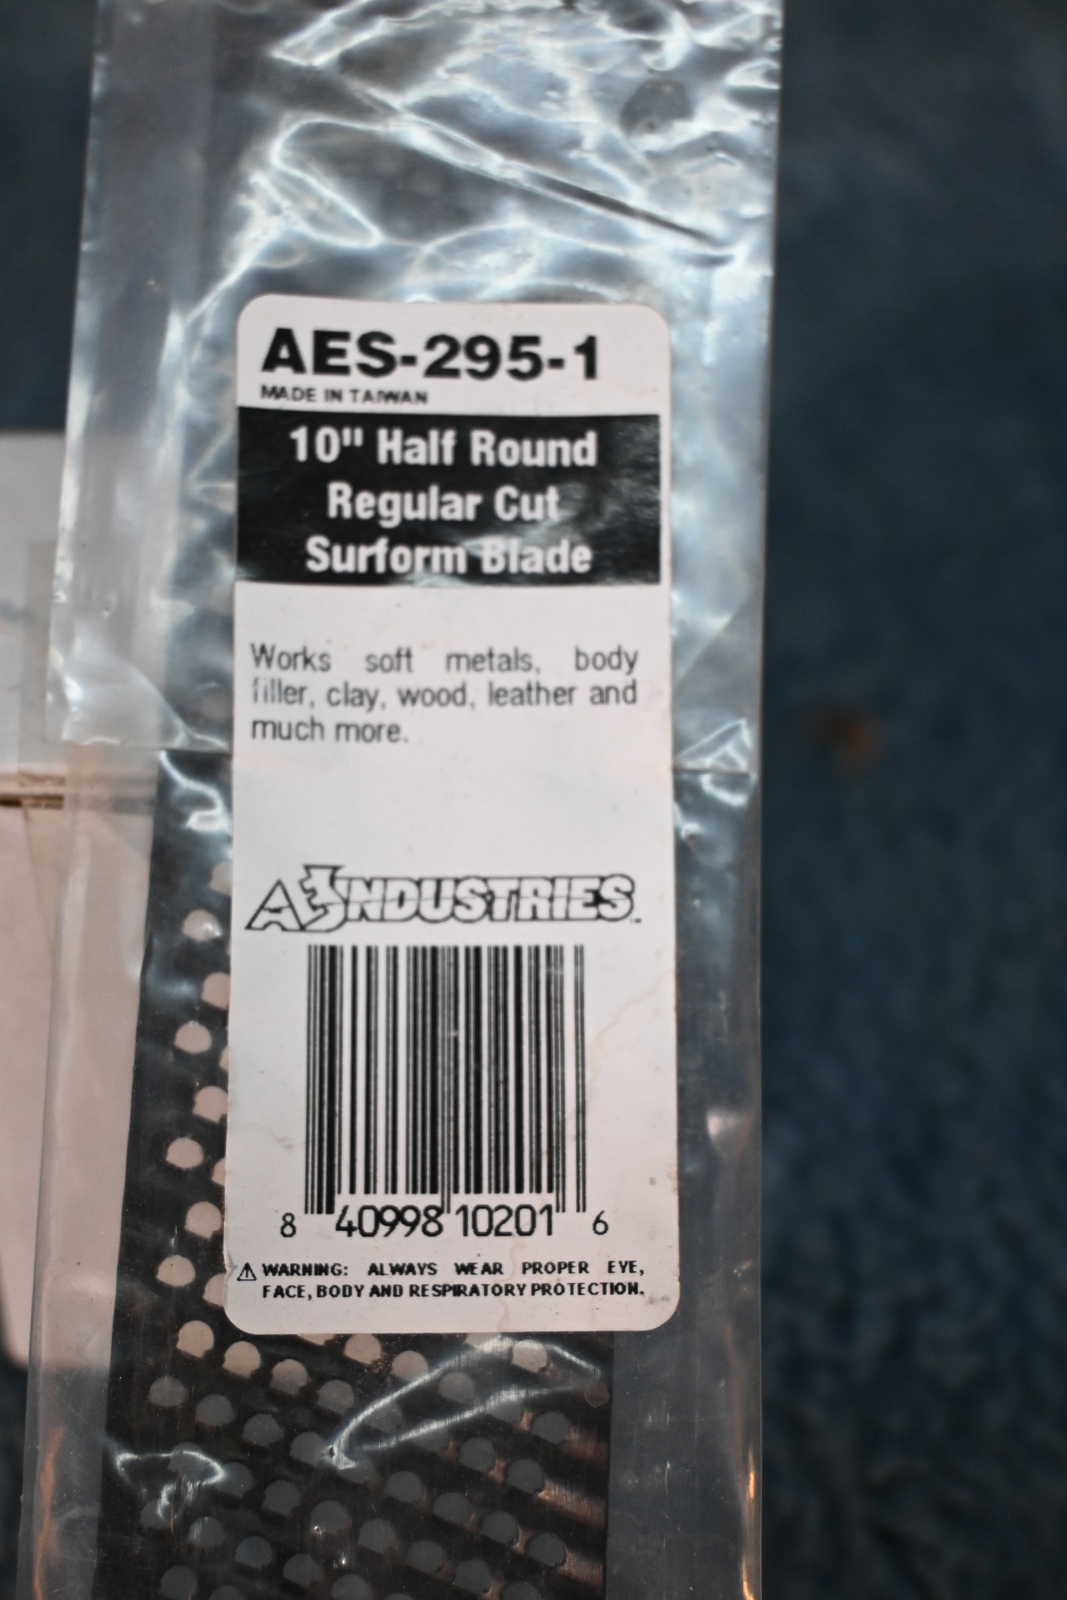 AES-295-1
MADE IN TAIWAN
10" Half Round
Regular Cut
Surform Blade
Works soft metals, body
filler, clay, wood, leather and
much more.
AES INDUSTRIES
8 40998 10201 6
⚠ WARNING: ALWAYS WEAR PROPER EYE,
FACE, BODY AND RESPIRATORY PROTECTION.